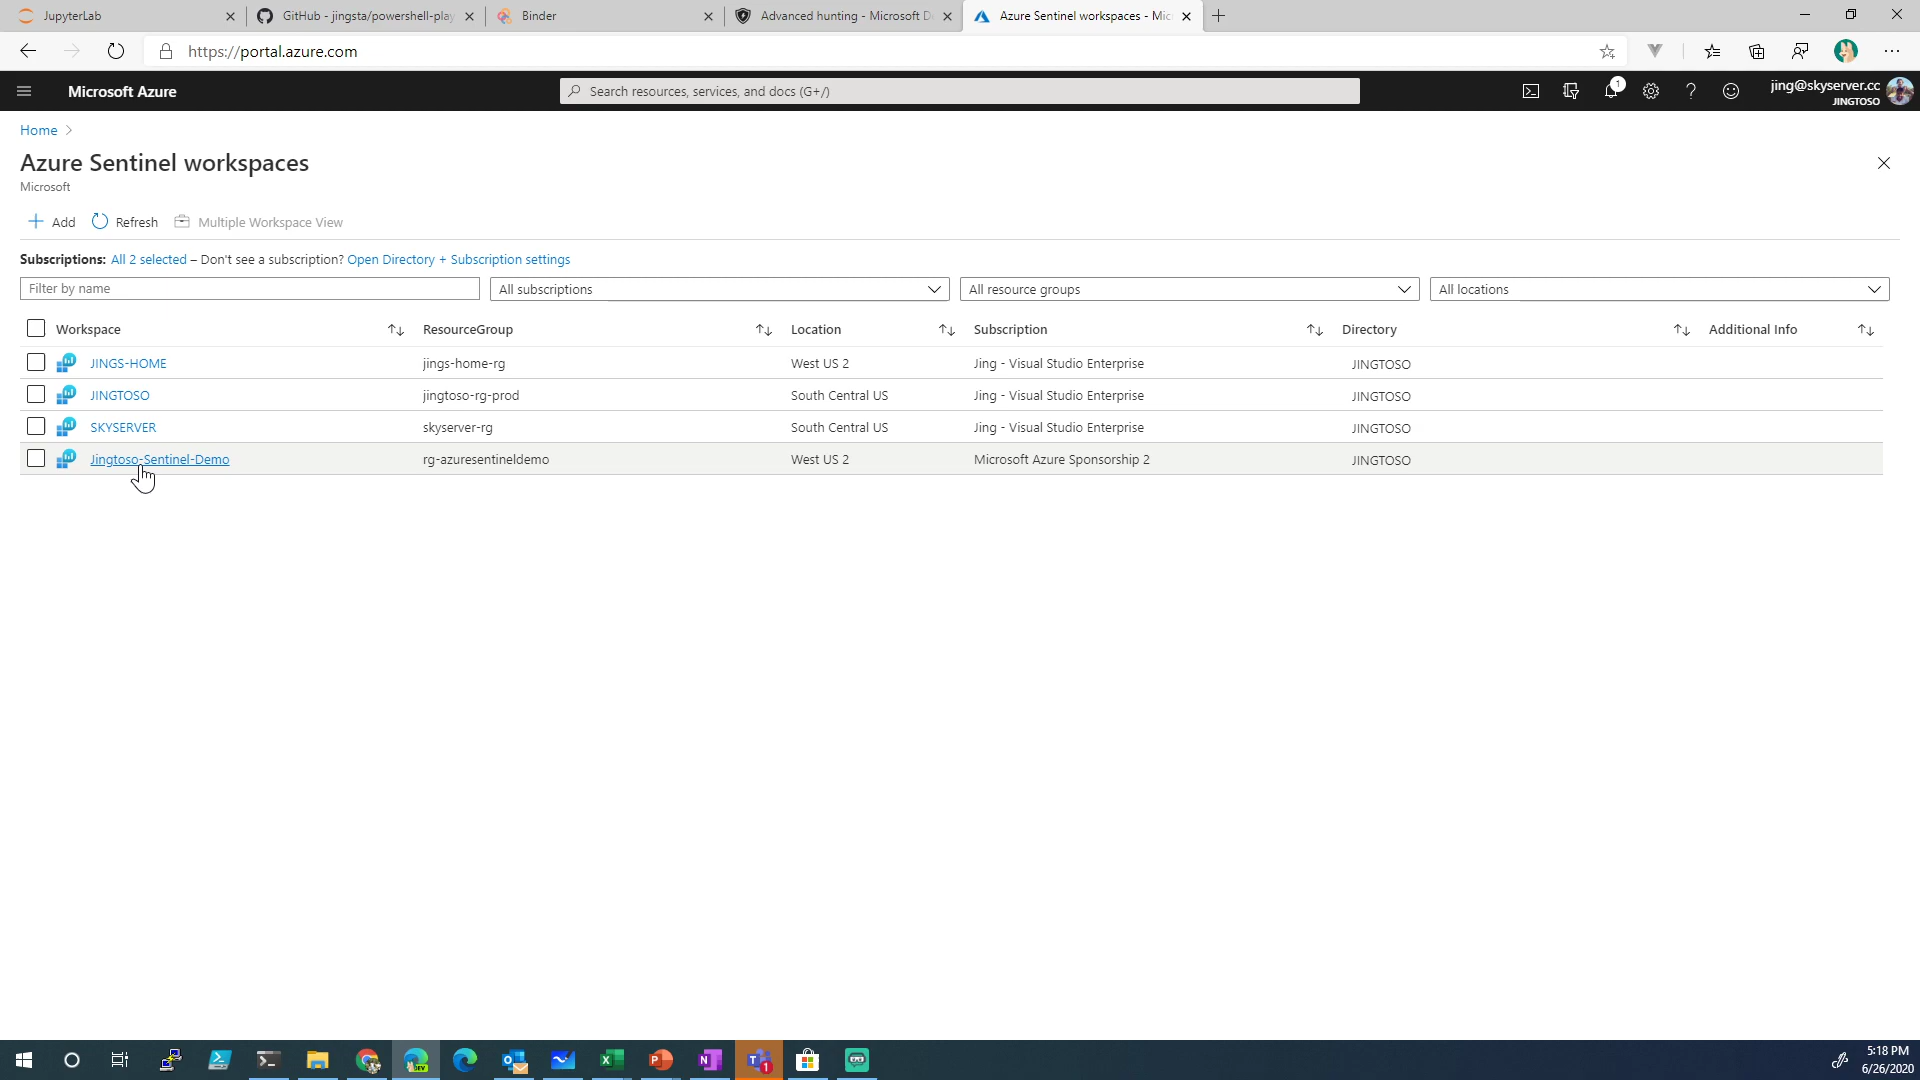 JupyterLab
GitHub - jingsta/powershell-play
Binder
Advanced hunting - Microsoft D
Azure Sentinel workspaces - Mic
https://portal.azure.com
Microsoft Azure
Search resources, services, and docs (G+/)
1
jing@skyserver.cc
JINGTOSO
Home
Azure Sentinel workspaces
Microsoft
Add
Refresh
Multiple Workspace View
Subscriptions: All 2 selected – Don't see a subscription? Open Directory + Subscription settings
Filter by name
All subscriptions
All resource groups
All locations
Workspace ResourceGroup Location Subscription Directory Additional Info
JINGS-HOME jings-home-rg West US 2 Jing - Visual Studio Enterprise JINGTOSO
JINGTOSO jingtoso-rg-prod South Central US Jing - Visual Studio Enterprise JINGTOSO
SKYSERVER skyserver-rg South Central US Jing - Visual Studio Enterprise JINGTOSO
Jingtoso-Sentinel-Demo rg-azuresentineldemo West US 2 Microsoft Azure Sponsorship 2 JINGTOSO
DEV
1
5:18 PM
6/26/2020